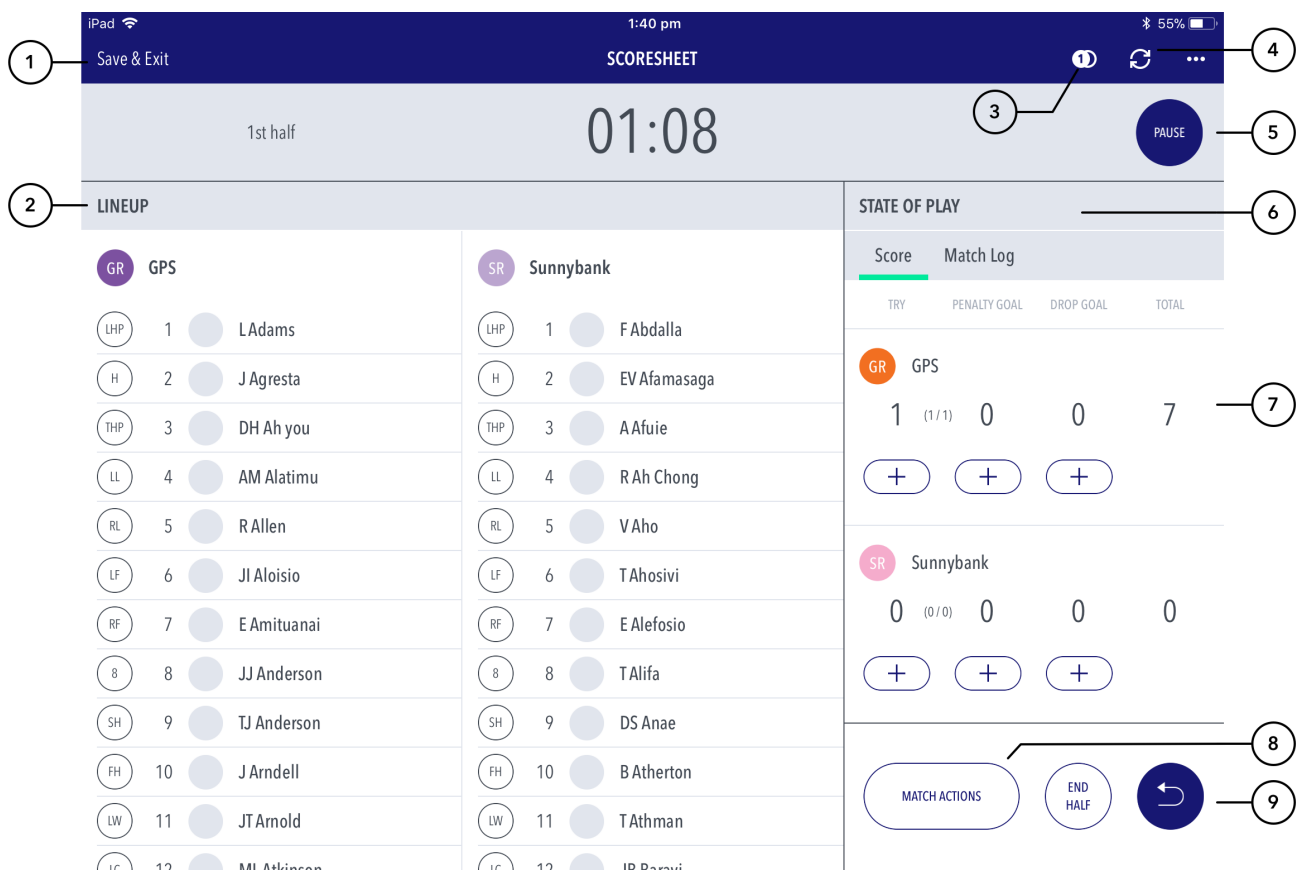 iPad 1:40 pm 55%
1 Save & Exit SCORESHEET 1 4
3
1st half 01:08 PAUSE 5
2 LINEUP STATE OF PLAY 6
GR GPS SR Sunnybank Score Match Log
TRY PENALTY GOAL DROP GOAL TOTAL
LHP 1 L Adams LHP 1 F Abdalla
GR GPS
H 2 J Agresta H 2 EV Afamasaga
1 (1/1) 0 0 7 7
THP 3 DH Ah you THP 3 A Afuie
LL 4 AM Alatimu LL 4 R Ah Chong
+ + +
RL 5 R Allen RL 5 V Aho
SR Sunnybank
LF 6 JI Aloisio LF 6 T Ahosivi
0 (0/0) 0 0 0
RF 7 E Amituanai RF 7 E Alefosio
8 8 JJ Anderson 8 8 T Alifa
+ + +
SH 9 TJ Anderson SH 9 DS Anae
8
FH 10 J Arndell FH 10 B Atherton
MATCH ACTIONS END HALF 9
LW 11 JT Arnold LW 11 T Athman
12 ML Atkinson 12